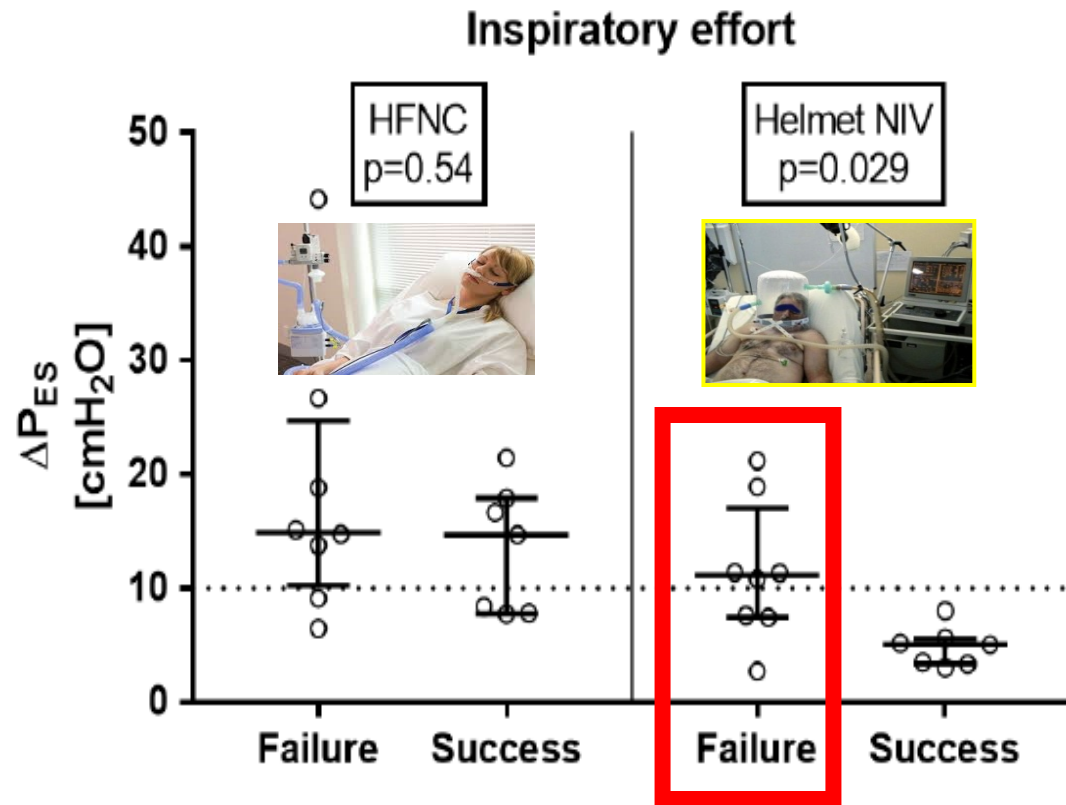 Inspiratory effort
HFNC
p=0.54
Helmet NIV
p=0.029
ΔP_ES
[cmH₂O]
50
40
30
20
10
0
Failure
Success
Failure
Success